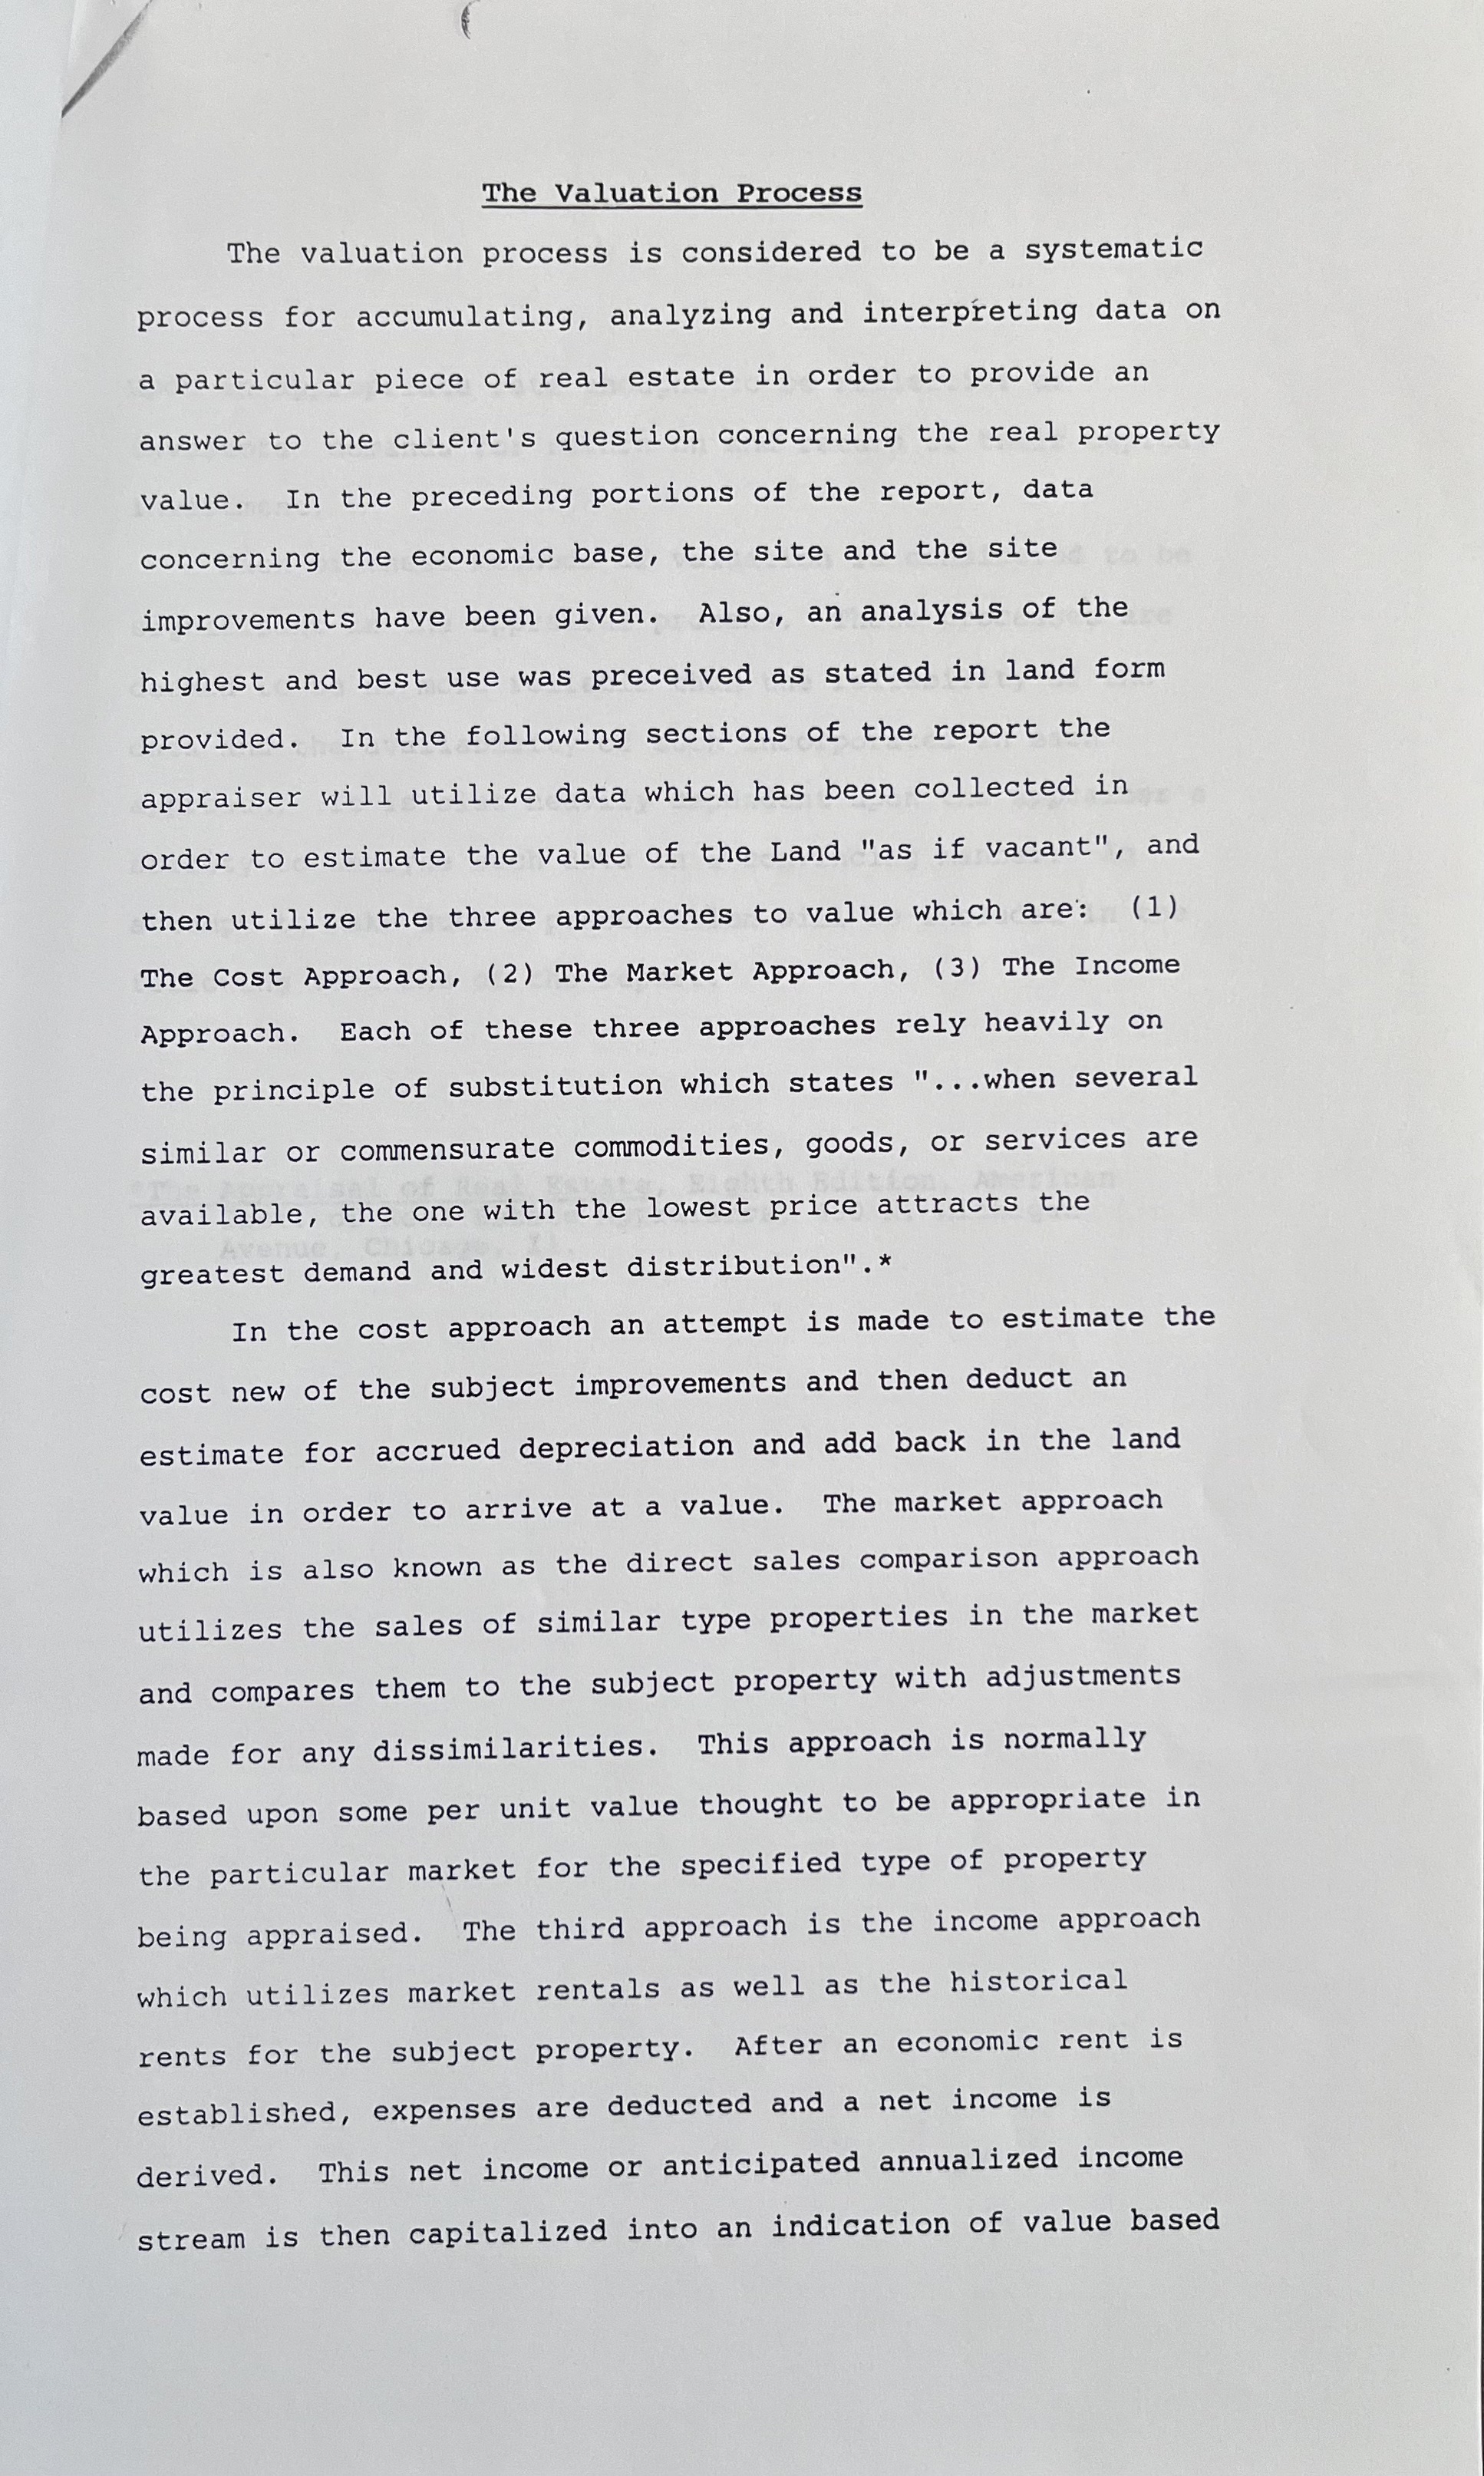 The Valuation Process
The valuation process is considered to be a systematic
process for accumulating, analyzing and interpreting data on
a particular piece of real estate in order to provide an
answer to the client's question concerning the real property
value.  In the preceding portions of the report, data
concerning the economic base, the site and the site
improvements have been given.  Also, an analysis of the
highest and best use was preceived as stated in land form
provided.  In the following sections of the report the
appraiser will utilize data which has been collected in
order to estimate the value of the Land "as if vacant", and
then utilize the three approaches to value which are:  (1)
The Cost Approach, (2) The Market Approach, (3) The Income
Approach.  Each of these three approaches rely heavily on
the principle of substitution which states "...when several
similar or commensurate commodities, goods, or services are
available, the one with the lowest price attracts the
greatest demand and widest distribution".*
In the cost approach an attempt is made to estimate the
cost new of the subject improvements and then deduct an
estimate for accrued depreciation and add back in the land
value in order to arrive at a value.  The market approach
which is also known as the direct sales comparison approach
utilizes the sales of similar type properties in the market
and compares them to the subject property with adjustments
made for any dissimilarities.  This approach is normally
based upon some per unit value thought to be appropriate in
the particular market for the specified type of property
being appraised.  The third approach is the income approach
which utilizes market rentals as well as the historical
rents for the subject property.  After an economic rent is
established, expenses are deducted and a net income is
derived.  This net income or anticipated annualized income
stream is then capitalized into an indication of value based